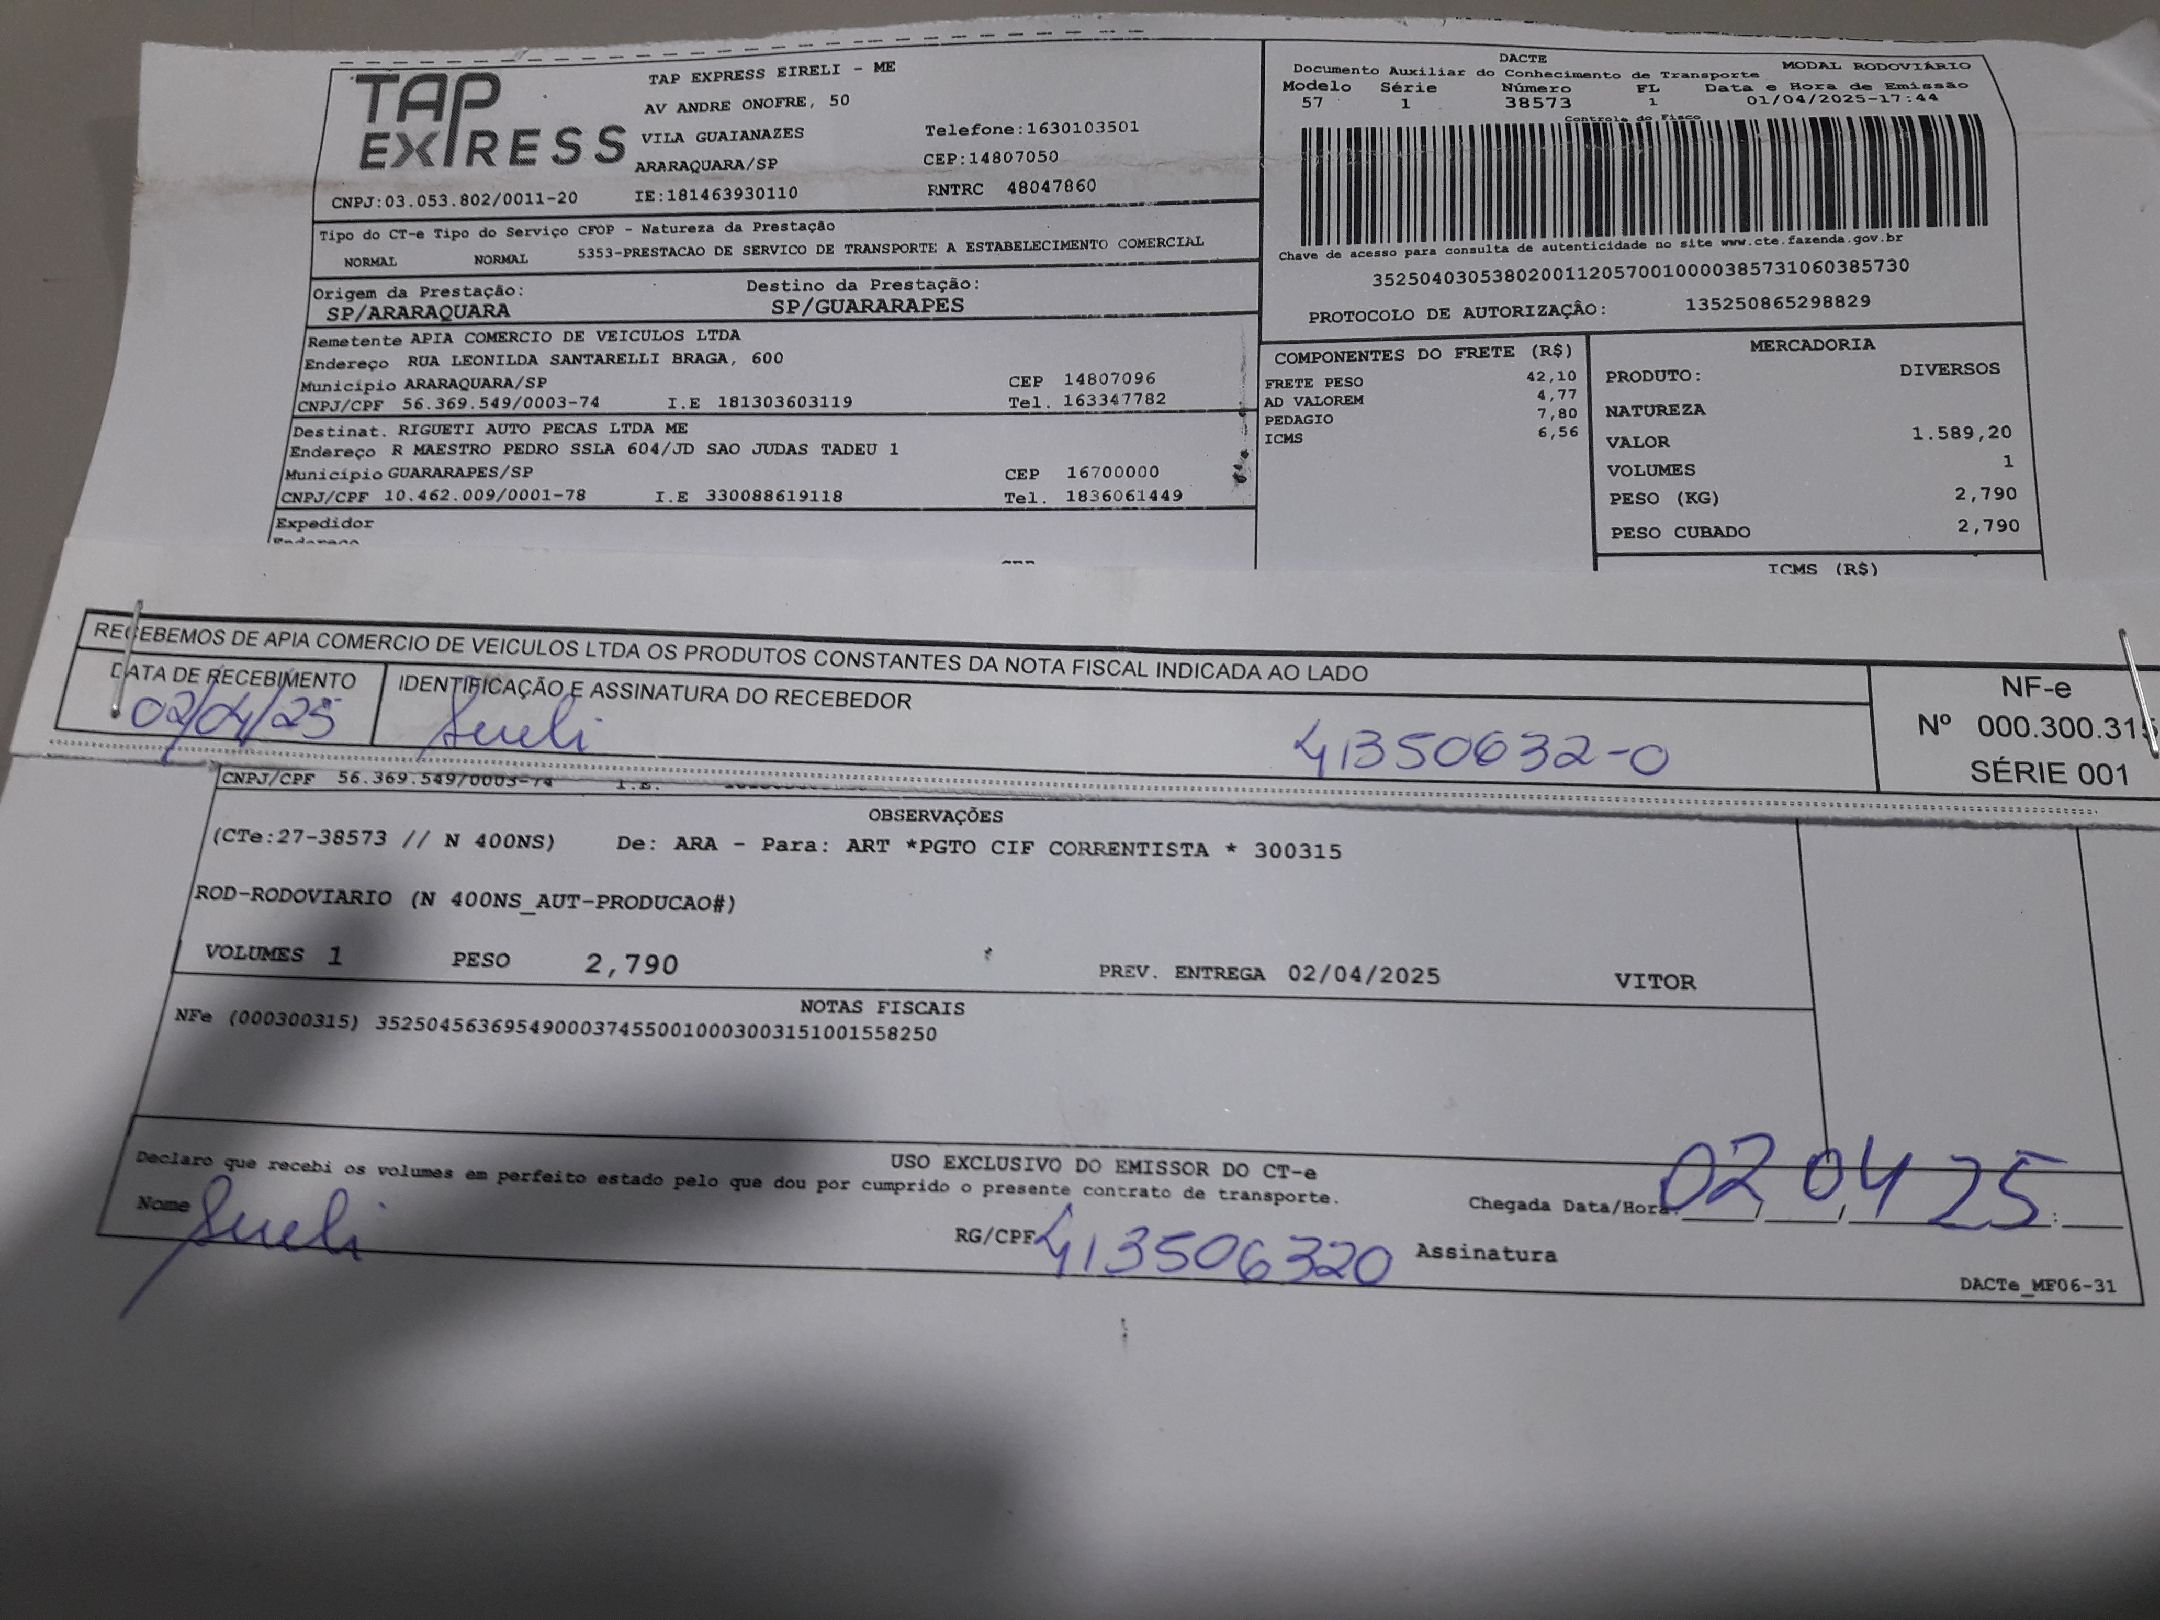 TAP EXPRESS
TAP EXPRESS EIRELI - ME
AV ANDRE ONOFRE, 50
VILA GUAIANAZES Telefone:1630103501
ARARAQUARA/SP CEP:14807050
CNPJ:03.053.802/0011-20 IE:181463930110 RNTRC 48047860
DACTE
Documento Auxiliar do Conhecimento de Transporte MODAL RODOVIÁRIO
Modelo Série Número FL Data e Hora de Emissão
57 1 38573 1 01/04/2025-17:44
Controle do Fisco
Chave de acesso para consulta de autenticidade no site www.cte.fazenda.gov.br
35250403053802001120570010000385731060385730
PROTOCOLO DE AUTORIZAÇÃO: 135250865298829
Tipo do CT-e Tipo do Serviço CFOP - Natureza da Prestação
NORMAL NORMAL 5353-PRESTACAO DE SERVICO DE TRANSPORTE A ESTABELECIMENTO COMERCIAL
Origem da Prestação: Destino da Prestação:
SP/ARARAQUARA SP/GUARARAPES
Remetente APIA COMERCIO DE VEICULOS LTDA
Endereço RUA LEONILDA SANTARELLI BRAGA, 600
Município ARARAQUARA/SP CEP 14807096
CNPJ/CPF 56.369.549/0003-74 I.E 181303603119 Tel. 163347782
Destinat. RIGUETI AUTO PECAS LTDA ME
Endereço R MAESTRO PEDRO SSLA 604/JD SAO JUDAS TADEU 1
Município GUARARAPES/SP CEP 16700000
CNPJ/CPF 10.462.009/0001-78 I.E 330088619118 Tel. 1836061449
Expedidor
COMPONENTES DO FRETE (R$)
FRETE PESO 42,10
AD VALOREM 4,77
PEDAGIO 7,80
ICMS 6,56
MERCADORIA
PRODUTO: DIVERSOS
NATUREZA
VALOR 1.589,20
VOLUMES 1
PESO (KG) 2,790
PESO CUBADO 2,790
ICMS (R$)
RECEBEMOS DE APIA COMERCIO DE VEICULOS LTDA OS PRODUTOS CONSTANTES DA NOTA FISCAL INDICADA AO LADO
DATA DE RECEBIMENTO IDENTIFICAÇÃO E ASSINATURA DO RECEBEDOR
02/04/25 Sueli 41350632-0
NF-e
Nº 000.300.315
SÉRIE 001
CNPJ/CPF 56.369.549/0003-74 I.E.
OBSERVAÇÕES
(CTe:27-38573 // N 400NS) De: ARA - Para: ART *PGTO CIF CORRENTISTA * 300315
ROD-RODOVIARIO (N 400NS_AUT-PRODUCAO#)
VOLUMES 1 PESO 2,790 PREV. ENTREGA 02/04/2025 VITOR
NOTAS FISCAIS
NFe (000300315) 35250456369549000374550010003003151001558250
USO EXCLUSIVO DO EMISSOR DO CT-e
Declaro que recebi os volumes em perfeito estado pelo que dou por cumprido o presente contrato de transporte.
Nome Sueli RG/CPF 413506320 Assinatura
Chegada Data/Hora: 02 04 25
DACTe_MF06-31